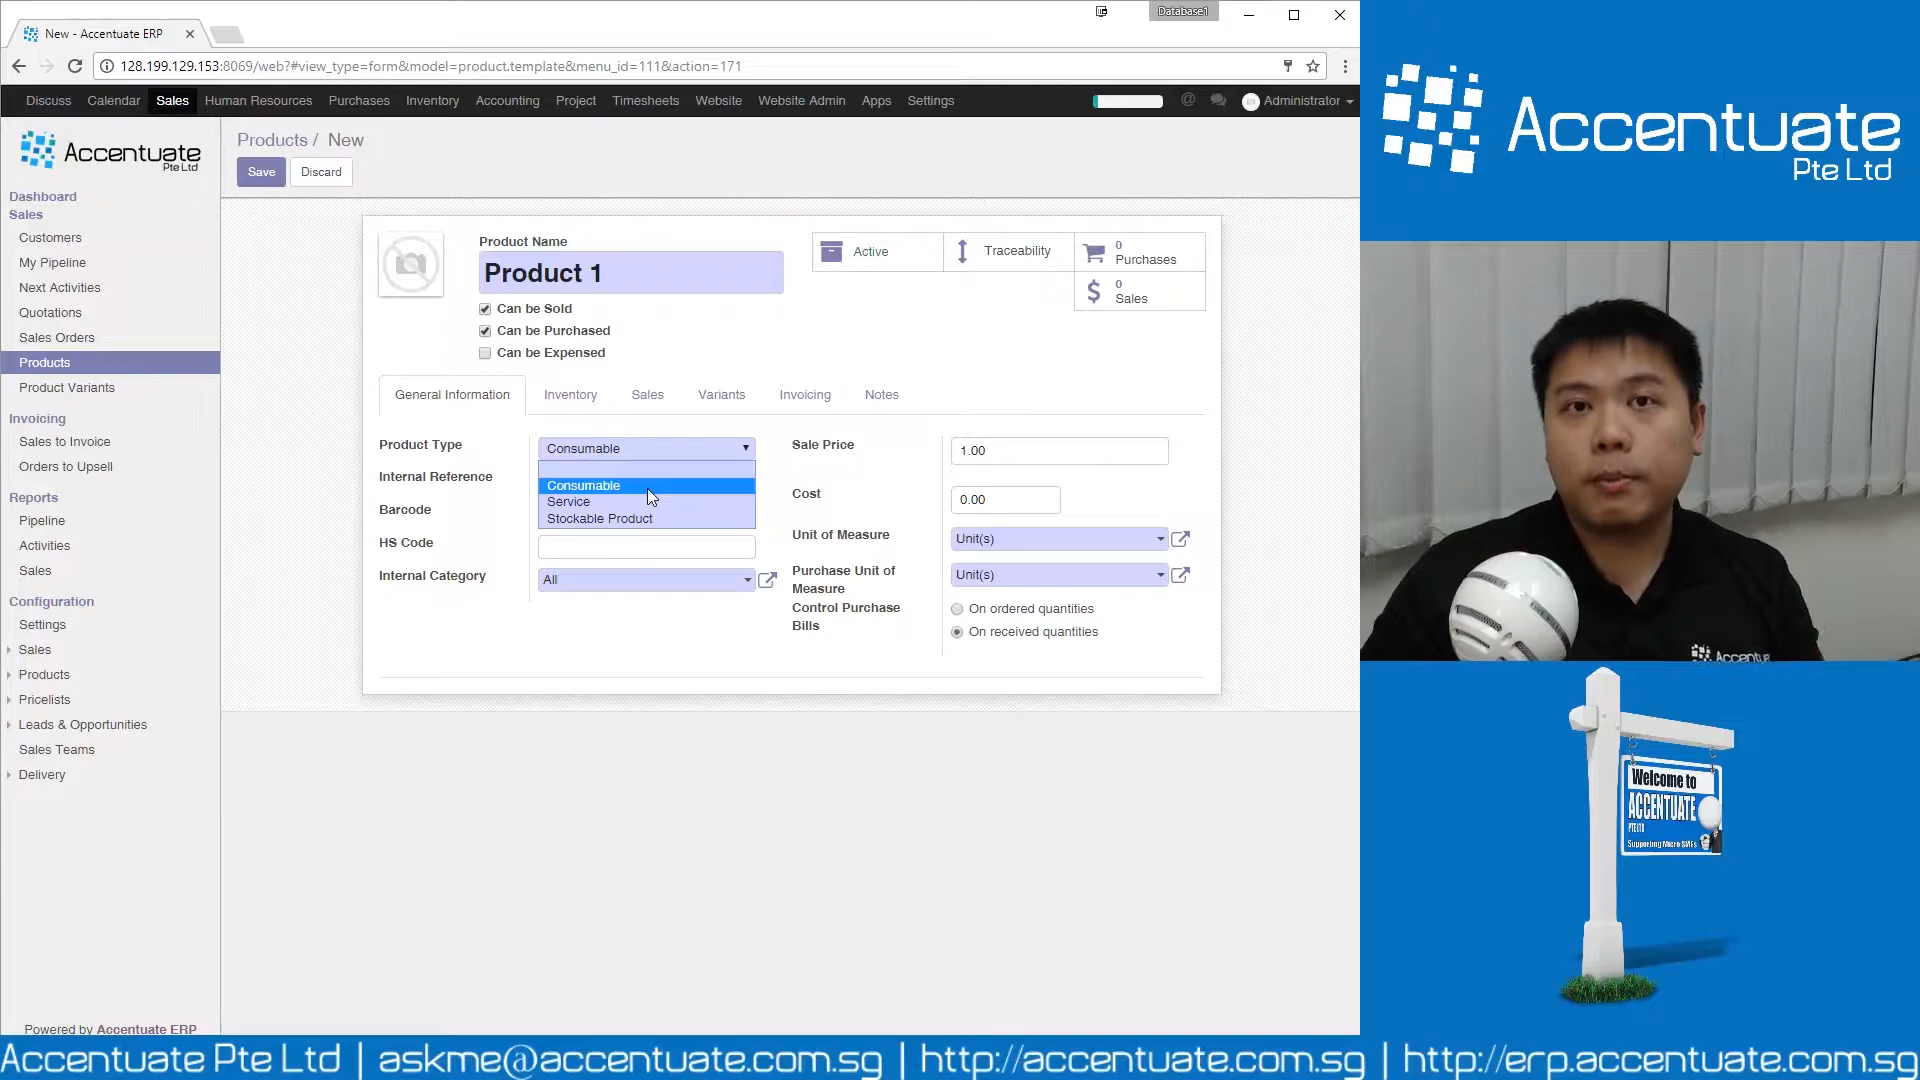 New - Accentuate ERP
Database1
128.199.129.153:8069/web?#view_type=form&model=product.template&menu_id=111&action=171
Discuss Calendar Sales Human Resources Purchases Inventory Accounting Project Timesheets Website Website Admin Apps Settings
Administrator
Accentuate
Pte Ltd
Dashboard
Sales
Customers
My Pipeline
Next Activities
Quotations
Sales Orders
Products
Product Variants
Invoicing
Sales to Invoice
Orders to Upsell
Reports
Pipeline
Activities
Sales
Configuration
Settings
Sales
Products
Pricelists
Leads & Opportunities
Sales Teams
Delivery
Powered by Accentuate ERP
Products / New
Save Discard
Product Name
Product 1
Can be Sold
Can be Purchased
Can be Expensed
Active
Traceability
0
Purchases
0
Sales
General Information Inventory Sales Variants Invoicing Notes
Product Type
Consumable
Consumable
Service
Stockable Product
Internal Reference
Barcode
HS Code
Internal Category
All
Sale Price
1.00
Cost
0.00
Unit of Measure
Unit(s)
Purchase Unit of
Measure
Unit(s)
Control Purchase
Bills
On ordered quantities
On received quantities
Accentuate
Pte Ltd
Accentua
Welcome to
ACCENTUATE
PTE LTD
Supporting Micro SMEs
Accentuate Pte Ltd | askme@accentuate.com.sg | http://accentuate.com.sg | http://erp.accentuate.com.sg